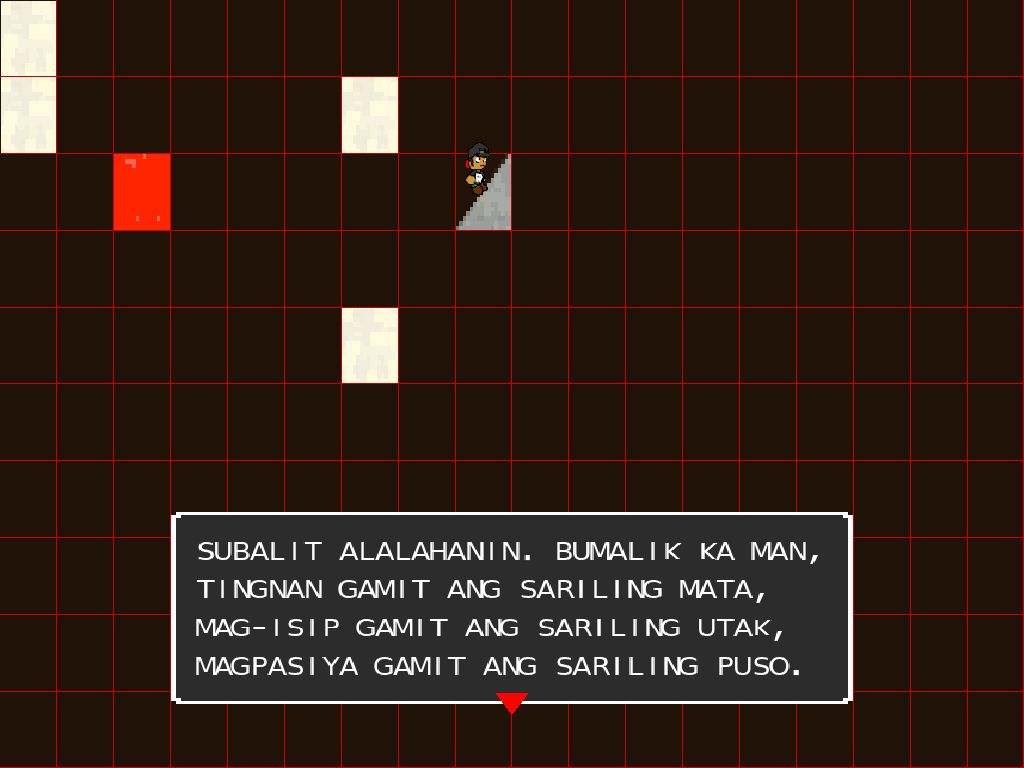 SUBALIT ALALAHANIN. BUMALIK KA MAN,
TINGNAN GAMIT ANG SARILING MATA,
MAG-ISIP GAMIT ANG SARILING UTAK,
MAGPASIYA GAMIT ANG SARILING PUSO.